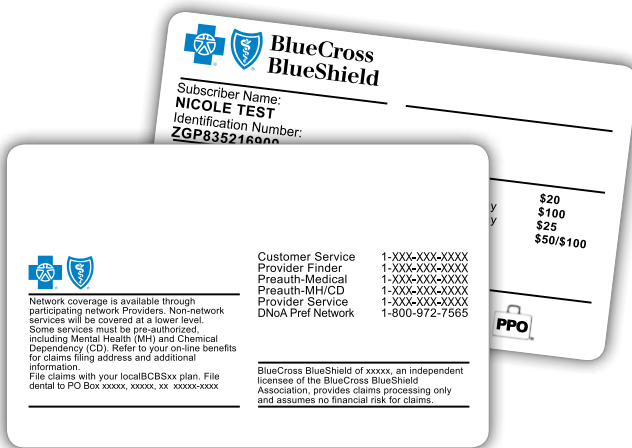 BlueCross
BlueShield
Subscriber Name:
NICOLE TEST
Identification Number:
ZGP835216900
y $20
y $100
$25
$50/$100
PPO
Customer Service 1-XXX-XXX-XXXX
Provider Finder 1-XXX-XXX-XXXX
Preauth-Medical 1-XXX-XXX-XXXX
Preauth-MH/CD 1-XXX-XXX-XXXX
Provider Service 1-XXX-XXX-XXXX
DNoA Pref Network 1-800-972-7565
Network coverage is available through
participating network Providers. Non-network
services will be covered at a lower level.
Some services must be pre-authorized,
including Mental Health (MH) and Chemical
Dependency (CD). Refer to your on-line benefits
for claims filing address and additional
information.
File claims with your localBCBSxx plan. File
dental to PO Box xxxxx, xxxxx, xx xxxxx-xxxx
BlueCross BlueShield of xxxxx, an independent
licensee of the BlueCross BlueShield
Association, provides claims processing only
and assumes no financial risk for claims.